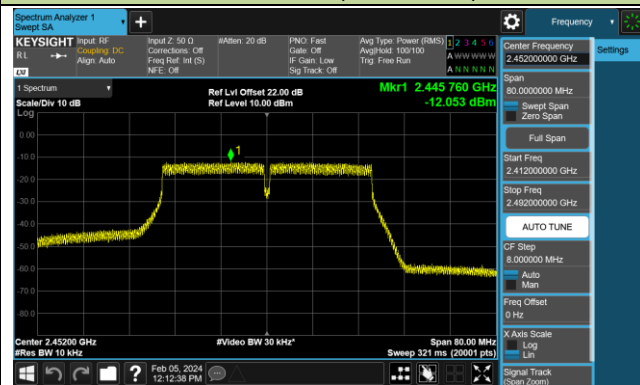 Spectrum Analyzer 1
Swept SA
Frequency
KEYSIGHT
RL
LXI
Input: RF
Coupling: DC
Align: Auto
Input Z: 50 Ω
Corrections: Off
Freq Ref: Int (S)
NFE: Off
#Atten: 20 dB
PNO: Fast
Gate: Off
IF Gain: Low
Sig Track: Off
Avg Type: Power (RMS)
Avg|Hold: 100/100
Trig: Free Run
1 2 3 4 5 6
A W W W W W
A N N N N N
1 Spectrum
Scale/Div 10 dB
Log
Ref Lvl Offset 22.00 dB
Ref Level 10.00 dBm
Mkr1 2.445 760 GHz
-12.053 dBm
1
0.00
-10.0
-20.0
-30.0
-40.0
-50.0
-60.0
-70.0
-80.0
Center 2.45200 GHz
#Res BW 10 kHz
#Video BW 30 kHz*
Span 80.00 MHz
Sweep 321 ms (20001 pts)
Feb 05, 2024
12:12:38 PM
Center Frequency
2.452000000 GHz
Span
80.0000000 MHz
Swept Span
Zero Span
Full Span
Start Freq
2.412000000 GHz
Stop Freq
2.492000000 GHz
AUTO TUNE
CF Step
8.000000 MHz
Auto
Man
Freq Offset
0 Hz
X Axis Scale
Log
Lin
Signal Track
(Span Zoom)
Settings